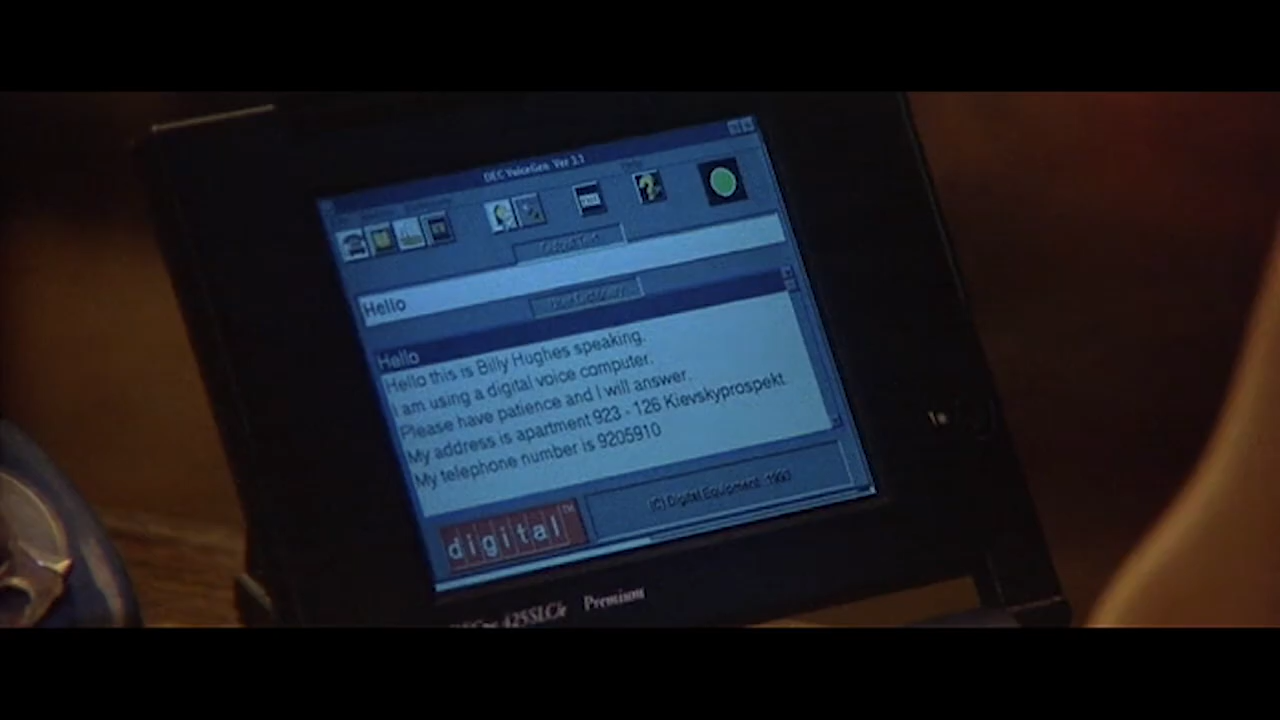 DEC VoiceGen Ver 3.1
Hello
Hello
Hello this is Billy Hughes speaking.
I am using a digital voice computer.
Please have patience and I will answer.
My address is apartment 923 - 126 Kievskyprospekt.
My telephone number is 9205910
digital™
(C) Digital Equipment 1993
425SLC Premium